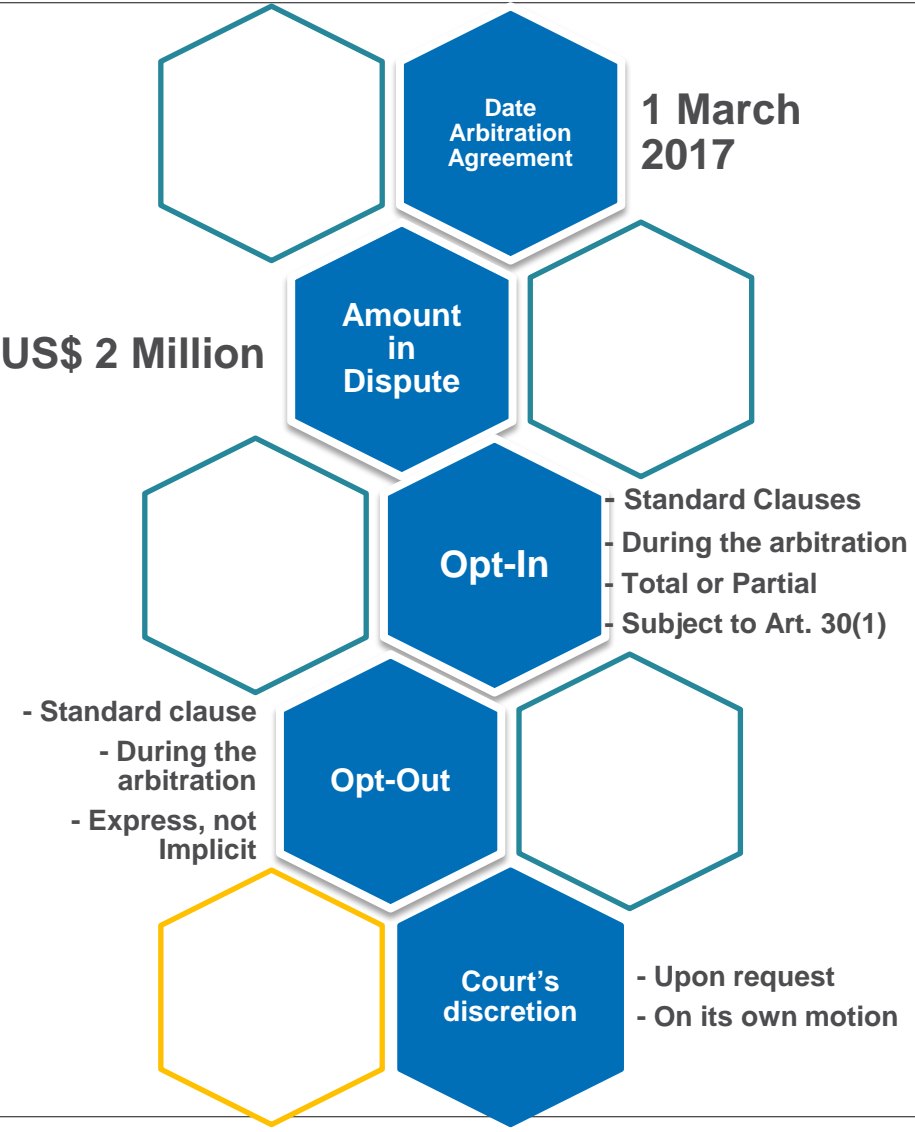 Date
Arbitration
Agreement
1 March
2017
US$ 2 Million
Amount
in
Dispute
Opt-In
- Standard Clauses
- During the arbitration
- Total or Partial
- Subject to Art. 30(1)
- Standard clause
- During the
arbitration
- Express, not
Implicit
Opt-Out
Court’s
discretion
- Upon request
- On its own motion